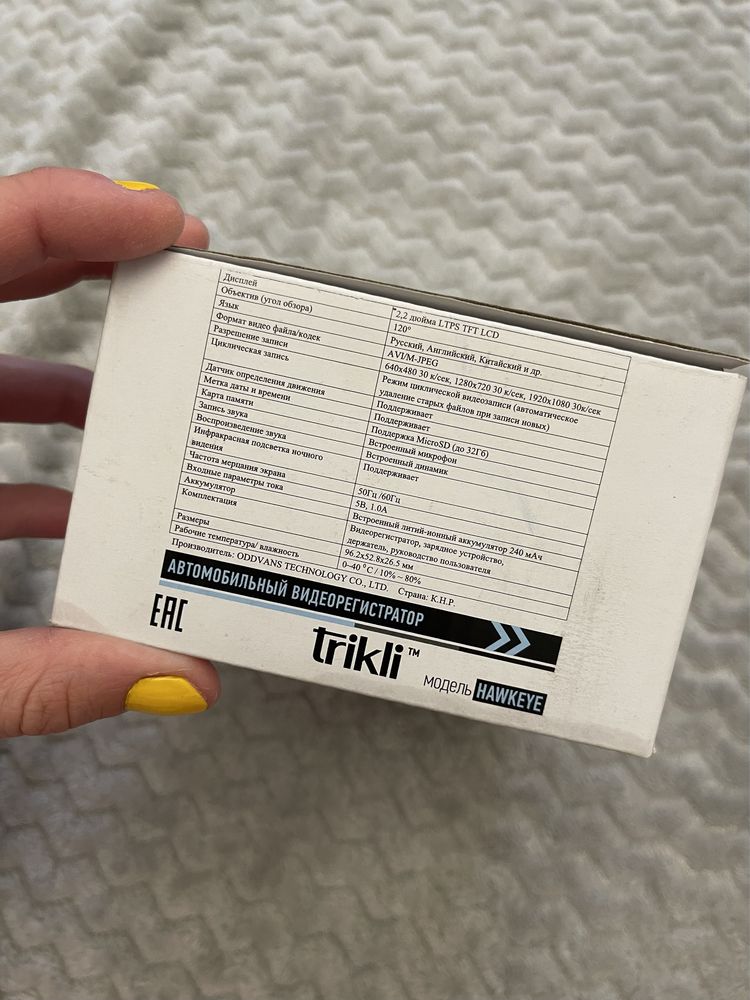 Дисплей 2,2 дюйма LTPS TFT LCD
Объектив (угол обзора) 120°
Язык Русский, Английский, Китайский и др.
Формат видео файла/кодек AVI/M-JPEG
Разрешение записи 640x480 30 к/сек, 1280x720 30 к/сек, 1920x1080 30к/сек
Циклическая запись Режим циклической видеозаписи (автоматическое
удаление старых файлов при записи новых)
Датчик определения движения Поддерживает
Метка даты и времени Поддерживает
Карта памяти Поддержка MicroSD (до 32Гб)
Запись звука Встроенный микрофон
Воспроизведение звука Встроенный динамик
Инфракрасная подсветка ночного Поддерживает
видения
Частота мерцания экрана 50Гц /60Гц
Входные параметры тока 5В, 1.0А
Аккумулятор Встроенный литий-ионный аккумулятор 240 мАч
Комплектация Видеорегистратор, зарядное устройство,
держатель, руководство пользователя
Размеры 96.2x52.8x26.5 мм
Рабочие температура/ влажность 0~40 °C / 10% ~ 80%
Производитель: ODDVANS TECHNOLOGY CO., LTD. Страна: К.Н.Р.
АВТОМОБИЛЬНЫЙ ВИДЕОРЕГИСТРАТОР
EAC
trikli™
модель HAWKEYE